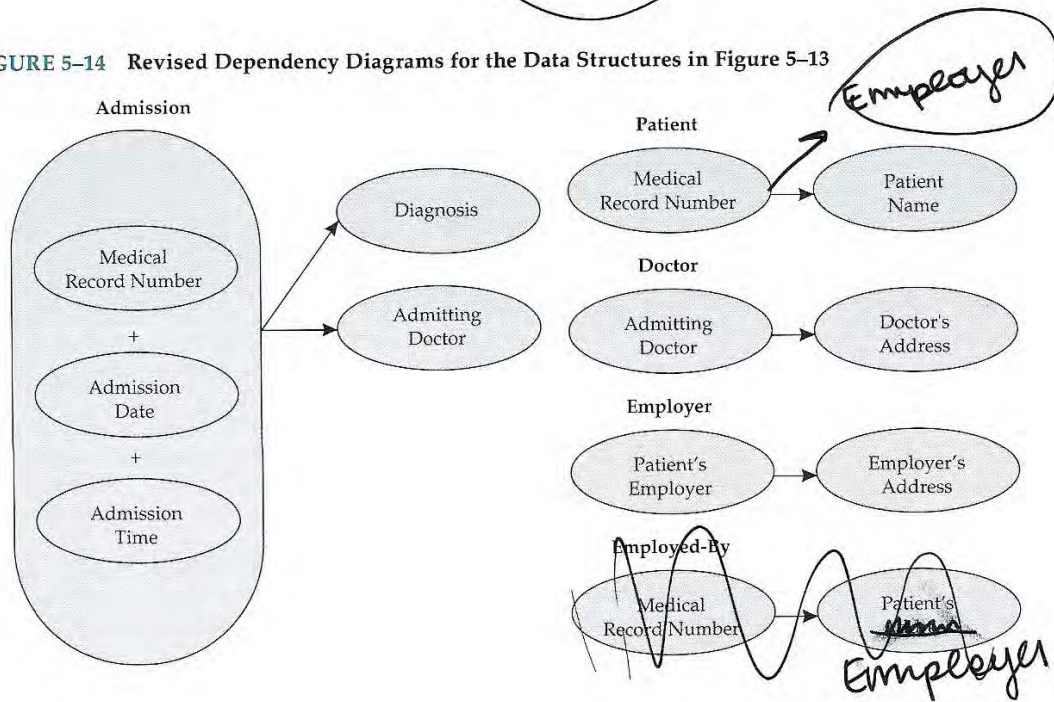 GURE 5–14 Revised Dependency Diagrams for the Data Structures in Figure 5–13
Employer
Admission
Medical
Record Number
+
Admission
Date
+
Admission
Time
Diagnosis
Admitting
Doctor
Patient
Medical
Record Number
Patient
Name
Doctor
Admitting
Doctor
Doctor's
Address
Employer
Patient's
Employer
Employer's
Address
Employed-By
Medical
Record Number
Patient's
Employer